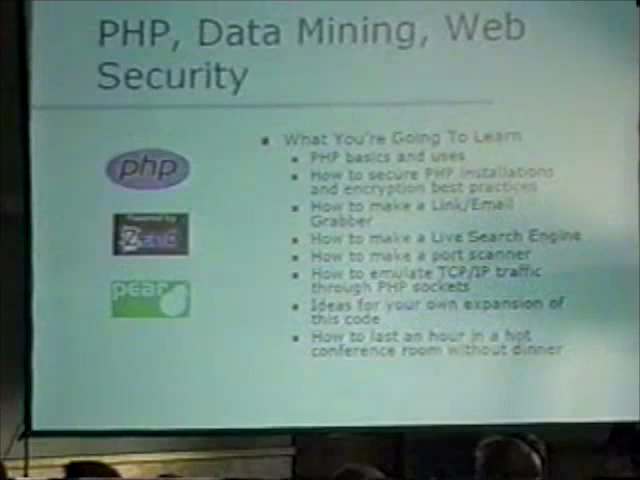 PHP, Data Mining, Web
Security
What You're Going To Learn
PHP basics and uses
How to secure PHP installations
and encryption best practices
How to make a Link/Email
Grabber
How to make a Live Search Engine
How to make a port scanner
How to emulate TCP/IP traffic
through PHP sockets
Ideas for your own expansion of
this code
How to last an hour in a hot
conference room without dinner
php
Powered by
Zend
pear